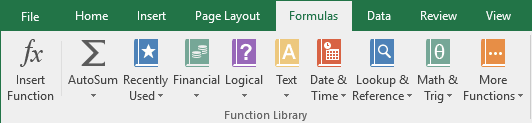 File Home Insert Page Layout Formulas Data Review View
fx Σ ? A θ
Insert AutoSum Recently Financial Logical Text Date & Lookup & Math & More
Function Used Time Reference Trig Functions
Function Library